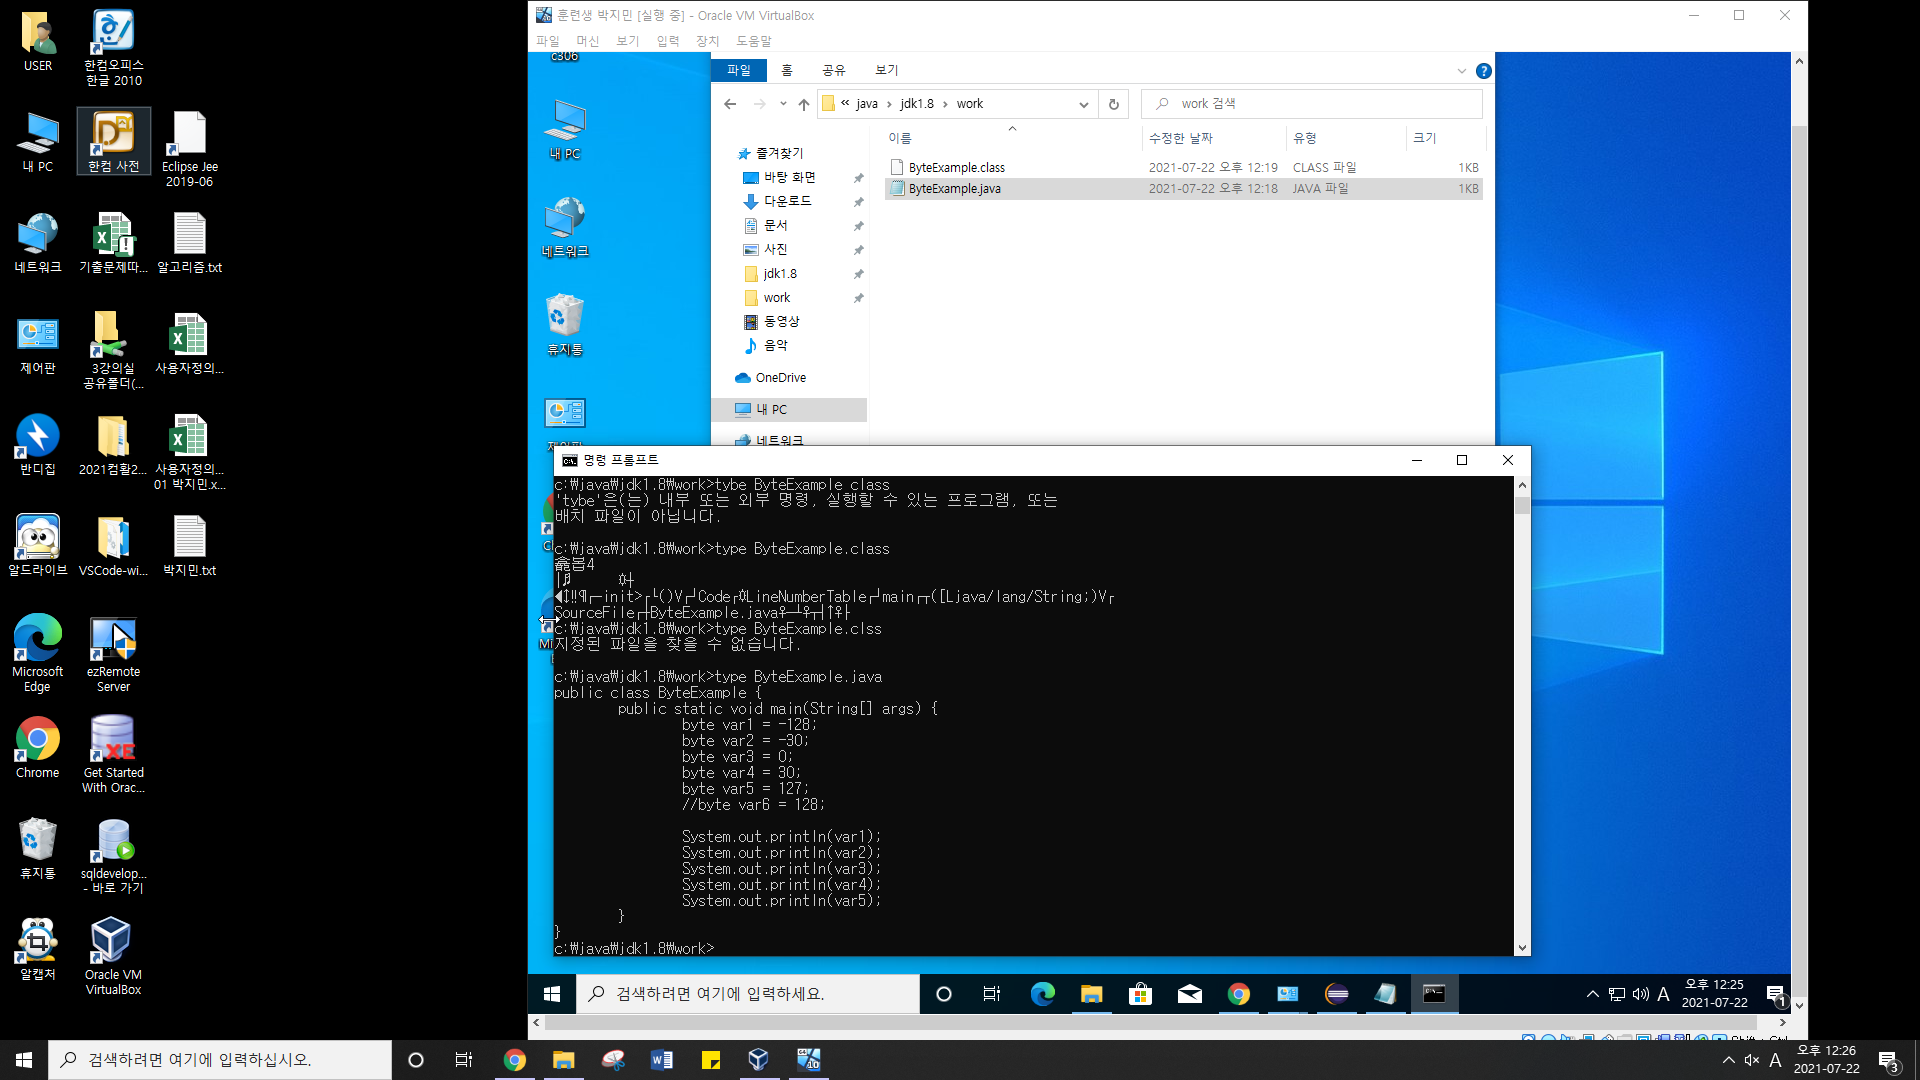 USER
한컴오피스
한글 2010
내 PC
한컴 사전
Eclipse Jee
2019-06
네트워크
기출문제따...
알고리즘.txt
제어판
3강의실
공유폴더(...
사용자정의...
반디집
2021컴활2...
사용자정의...
01 박지민.x...
알드라이브
VSCode-wi...
박지민.txt
Microsoft
Edge
ezRemote
Server
Chrome
Get Started
With Orac...
휴지통
sqldevelop...
- 바로 가기
알캡처
Oracle VM
VirtualBox
훈련생 박지민 [실행 중] - Oracle VM VirtualBox
파일 머신 보기 입력 장치 도움말
c306
내 PC
네트워크
휴지통
파일 홈 공유 보기
« java › jdk1.8 › work
work 검색
이름 수정한 날짜 유형 크기
ByteExample.class 2021-07-22 오후 12:19 CLASS 파일 1KB
ByteExample.java 2021-07-22 오후 12:18 JAVA 파일 1KB
즐겨찾기
바탕 화면
다운로드
문서
사진
jdk1.8
work
동영상
음악
OneDrive
내 PC
네트워크
명령 프롬프트
c:₩java₩jdk1.8₩work>tybe ByteExample class
'tybe'은(는) 내부 또는 외부 명령, 실행할 수 있는 프로그램, 또는
배치 파일이 아닙니다.
c:₩java₩jdk1.8₩work>type ByteExample.class
init> ()V Code LineNumberTable main ([Ljava/lang/String;)V
SourceFile ByteExample.java
c:₩java₩jdk1.8₩work>type ByteExample.clss
지정된 파일을 찾을 수 없습니다.
c:₩java₩jdk1.8₩work>type ByteExample.java
public class ByteExample {
public static void main(String[] args) {
byte var1 = -128;
byte var2 = -30;
byte var3 = 0;
byte var4 = 30;
byte var5 = 127;
//byte var6 = 128;
System.out.println(var1);
System.out.println(var2);
System.out.println(var3);
System.out.println(var4);
System.out.println(var5);
}
}
c:₩java₩jdk1.8₩work>
검색하려면 여기에 입력하세요.
A
오후 12:25
2021-07-22
1
검색하려면 여기에 입력하십시오.
A
오후 12:26
2021-07-22
3